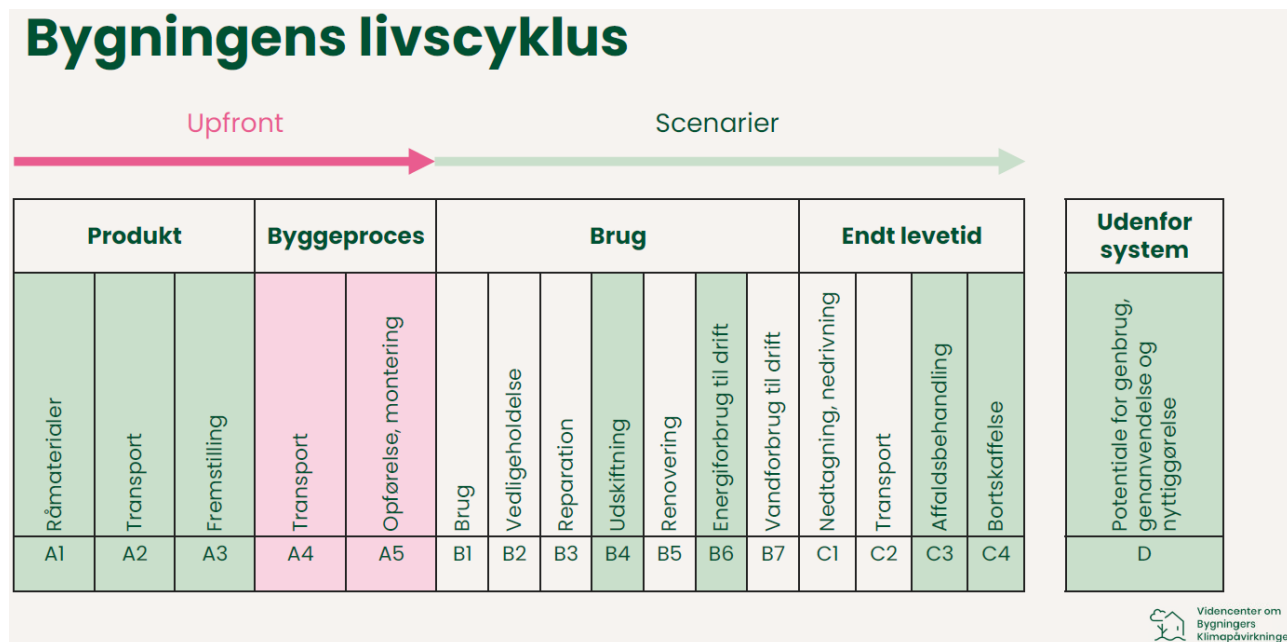 Bygningens livscyklus
Upfront
Scenarier
Produkt
Byggeproces
Brug
Endt levetid
Udenfor
system
Råmaterialer
Transport
Fremstilling
Transport
Opførelse, montering
Brug
Vedligeholdelse
Reparation
Udskiftning
Renovering
Energiforbrug til drift
Vandforbrug til drift
Nedtagning, nedrivning
Transport
Affaldsbehandling
Bortskaffelse
Potentiale for genbrug,
genanvendelse og
nyttiggørelse
A1
A2
A3
A4
A5
B1
B2
B3
B4
B5
B6
B7
C1
C2
C3
C4
D
Videncenter om
Bygningers
Klimapåvirkninge